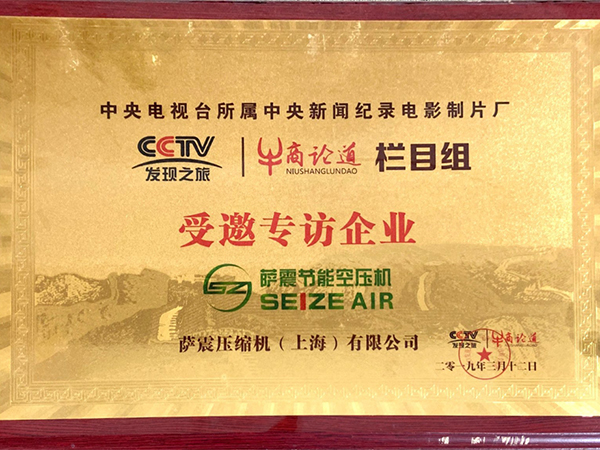 中央电视台所属中央新闻纪录电影制片厂
CCTV 发现之旅 牛商论道 NIUSHANGLUNDAO 栏目组
受邀专访企业
萨震节能空压机
SEIZE AIR
萨震压缩机（上海）有限公司
CCTV 发现之旅 牛商论道
二零一九年三月十二日